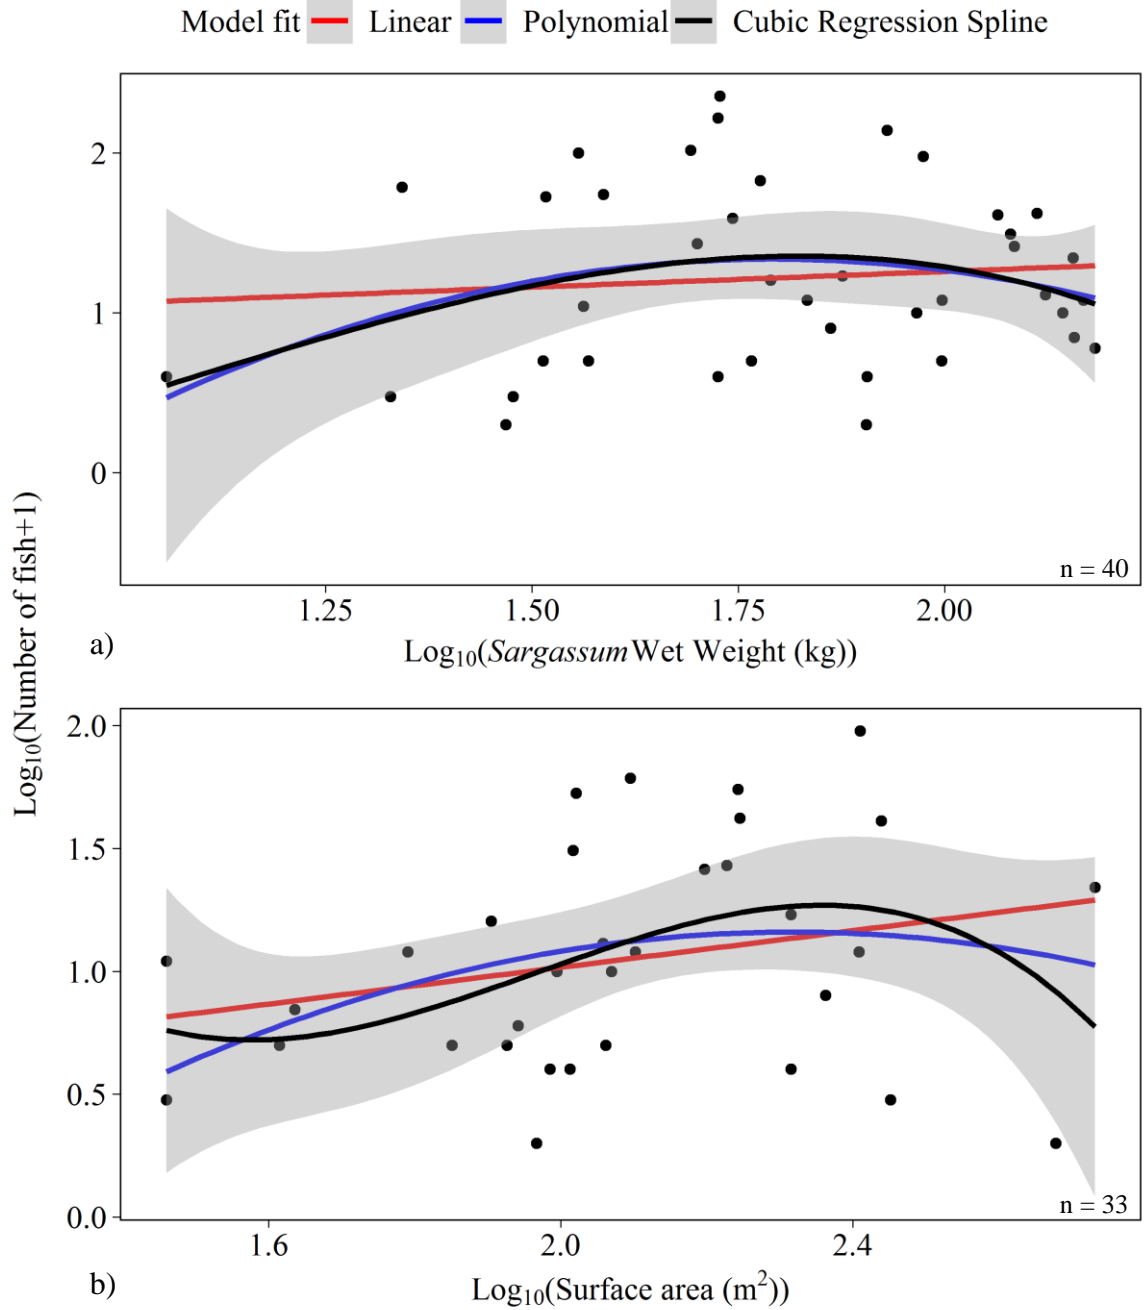 Model fit Linear Polynomial Cubic Regression Spline
2
1
0
n = 40
1.25 1.50 1.75 2.00
a)
Log₁₀(Sargassum Wet Weight (kg))
Log₁₀(Number of fish+1)
2.0
1.5
1.0
0.5
0.0
n = 33
1.6 2.0 2.4
b)
Log₁₀(Surface area (m²))